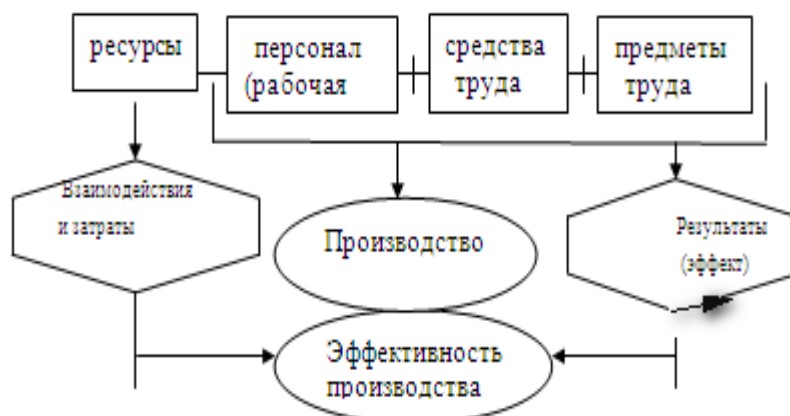 ресурсы
персонал
(рабочая
средства
труда
предметы
труда
Взаимодействия
и затраты
Производство
Результаты
(эффект)
Эффективность
производства